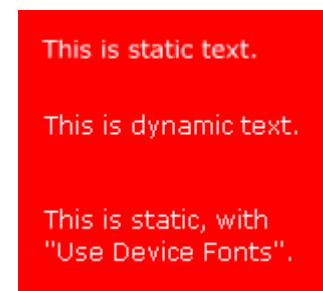 This is static text.
This is dynamic text.
This is static, with
"Use Device Fonts".